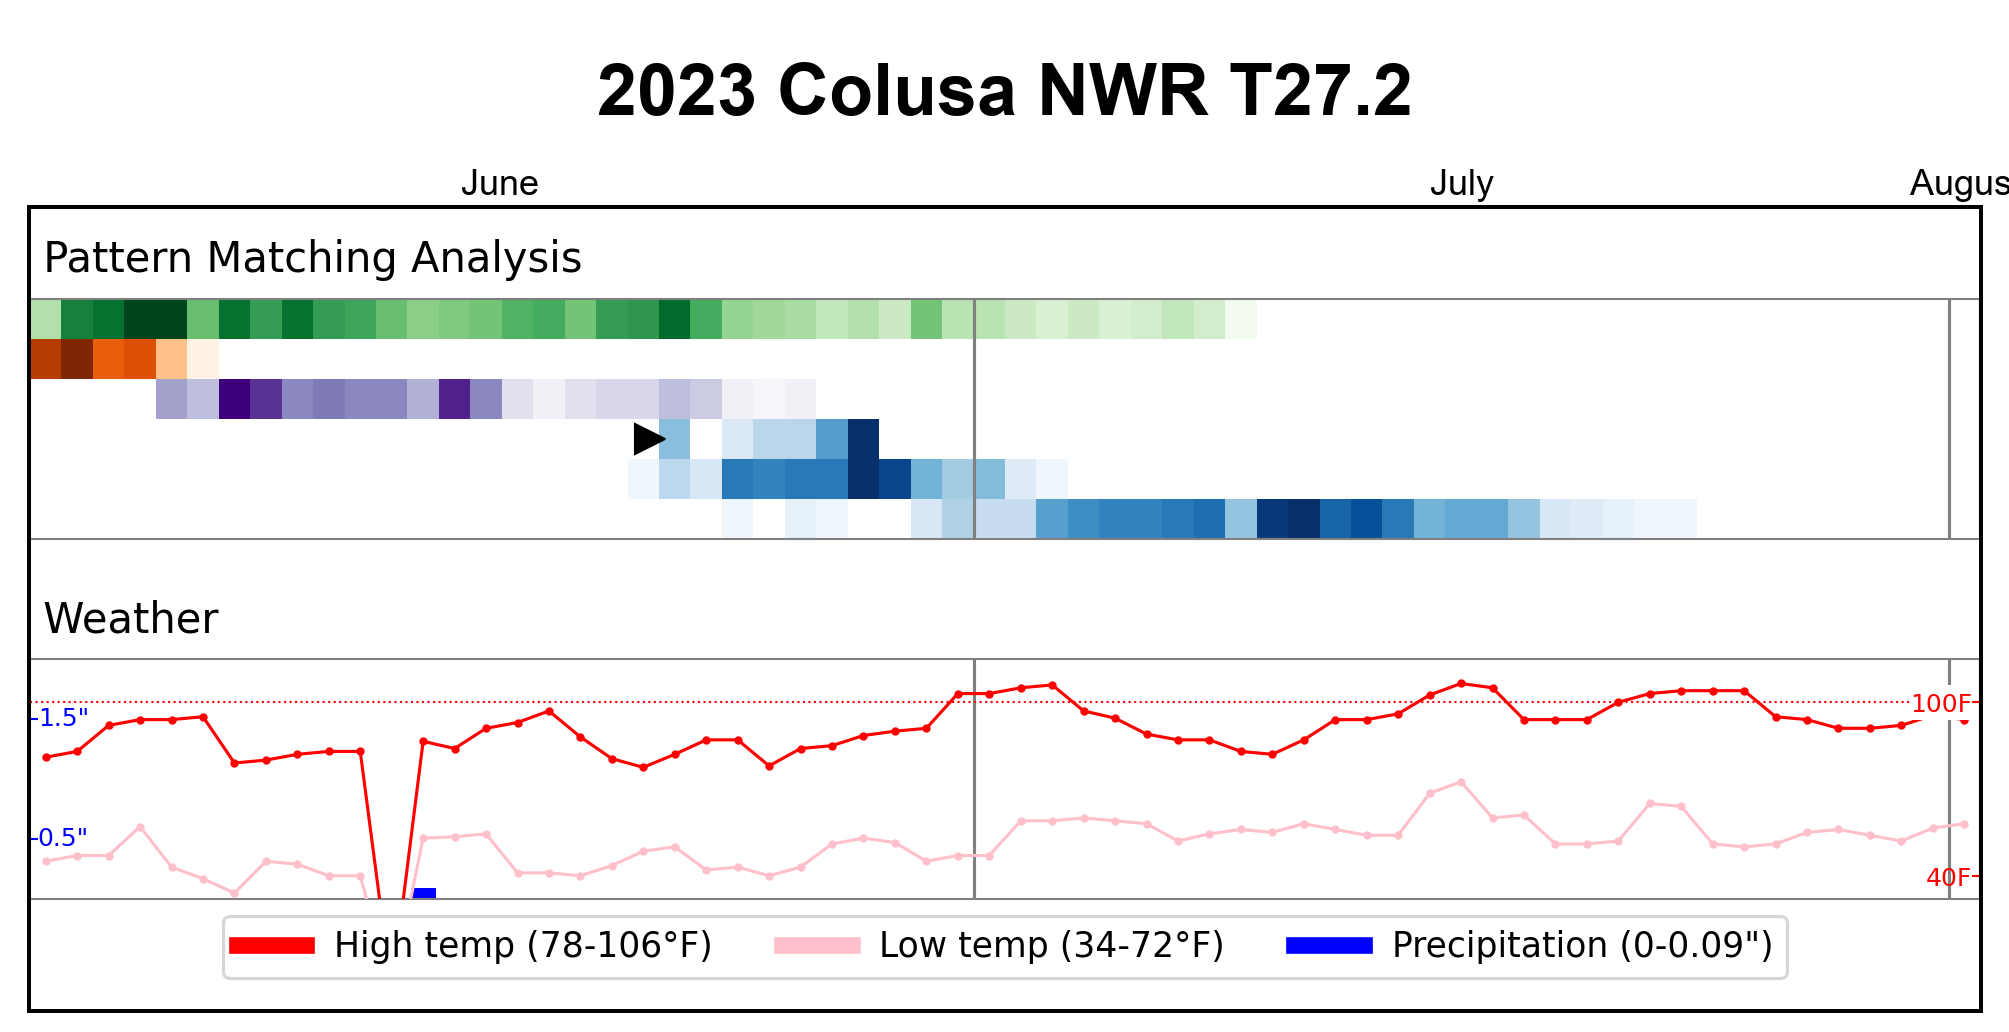 2023 Colusa NWR T27.2
June July Augus
Pattern Matching Analysis
Weather
1.5" 100F
0.5" 40F
High temp (78-106°F) Low temp (34-72°F) Precipitation (0-0.09")